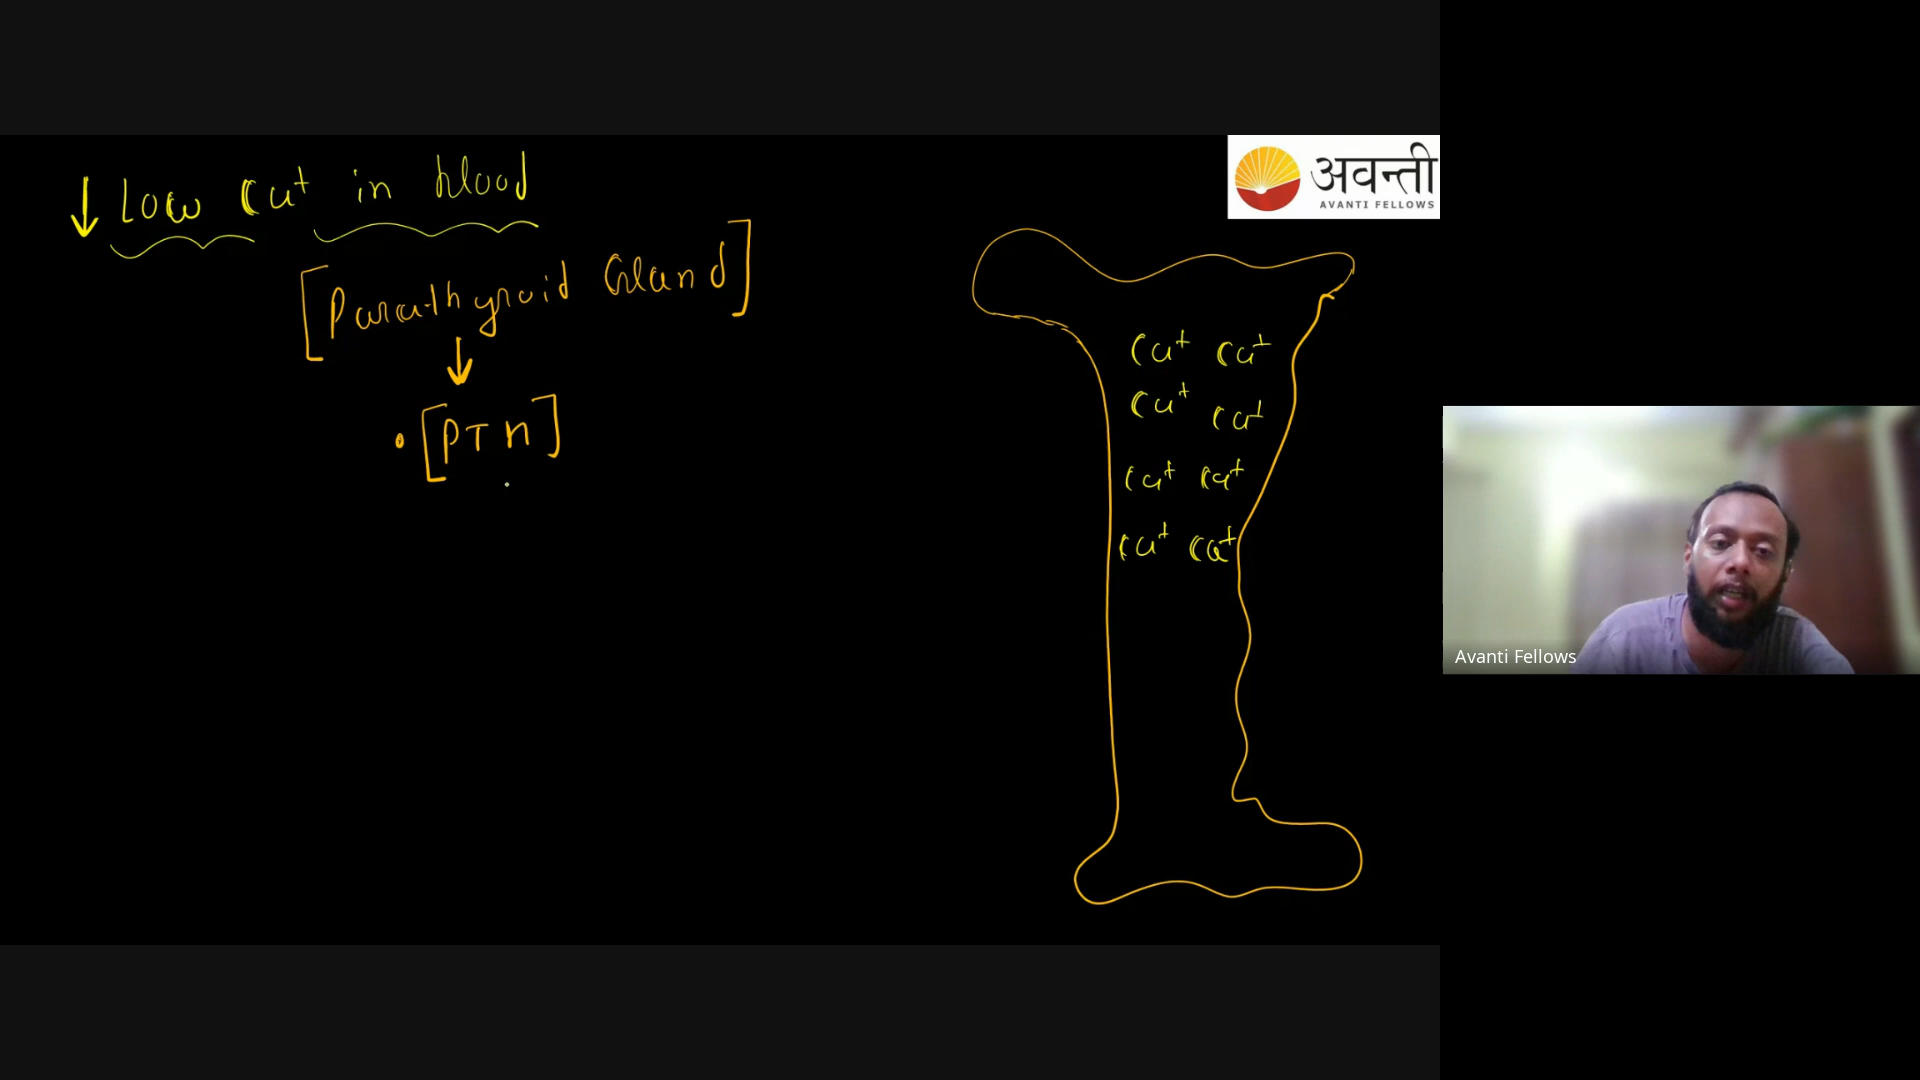 ↓ Low Ca+ in blood
[Parathyroid Gland]
↓
• [PTH]
अवन्ती
AVANTI FELLOWS
Ca+ Ca+
Ca+ Ca+
Ca+ Ca+
Ca+ Ca+
Avanti Fellows